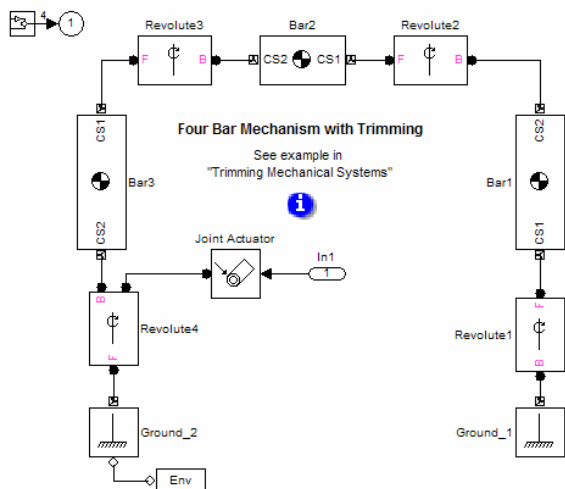 4
1
Revolute3
Bar2
Revolute2
F
B
CS2
CS1
F
B
CS1
CS2
Four Bar Mechanism with Trimming
See example in
"Trimming Mechanical Systems"
i
Bar3
Bar1
CS2
CS1
Joint Actuator
In1
1
B
F
Revolute4
F
B
Revolute1
Ground_2
Ground_1
Env